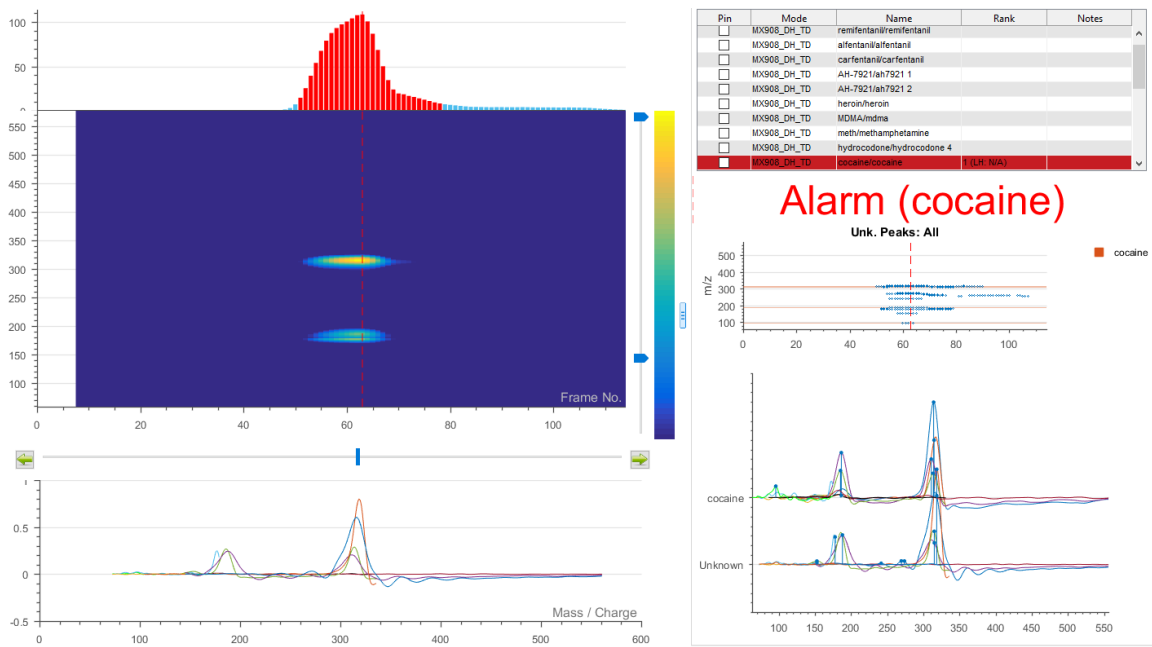 100
50
0
550
500
450
400
350
300
250
200
150
100
Frame No.
0 20 40 60 80 100
1
0.5
0
-0.5
Mass / Charge
0 100 200 300 400 500 600
Pin Mode Name Rank Notes
MX908_DH_TD remifentanil/remifentanil
MX908_DH_TD alfentanil/alfentanil
MX908_DH_TD carfentanil/carfentanil
MX908_DH_TD AH-7921/ah7921 1
MX908_DH_TD AH-7921/ah7921 2
MX908_DH_TD heroin/heroin
MX908_DH_TD MDMA/mdma
MX908_DH_TD meth/methamphetamine
MX908_DH_TD hydrocodone/hydrocodone 4
MX908_DH_TD cocaine/cocaine 1 (LH: N/A)
Alarm (cocaine)
Unk. Peaks: All
cocaine
m/z
500
400
300
200
100
0 20 40 60 80 100
cocaine
Unknown
100 150 200 250 300 350 400 450 500 550